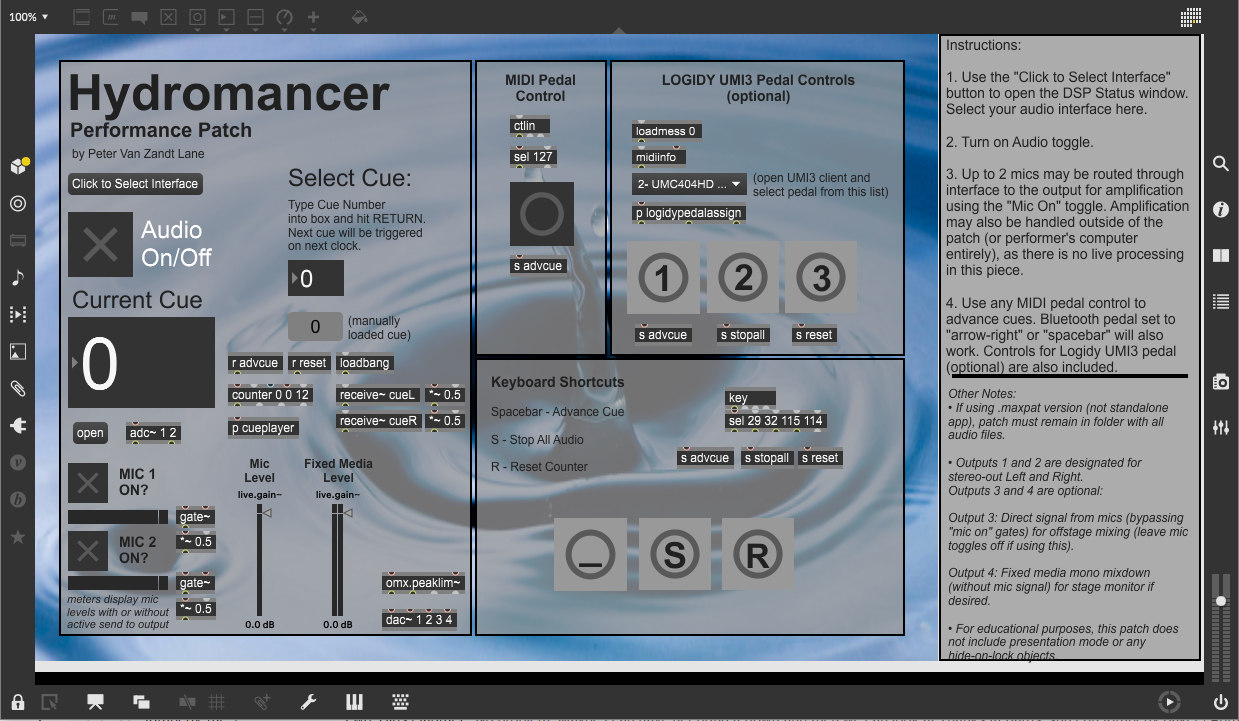 100%
Hydromancer
Performance Patch
by Peter Van Zandt Lane
Click to Select Interface
Audio
On/Off
Select Cue:
Type Cue Number
into box and hit RETURN.
Next cue will be triggered
on next clock.
0
0
(manually
loaded cue)
Current Cue
0
r advcue
r reset
loadbang
counter 0 0 12
receive~ cueL
*~ 0.5
p cueplayer
receive~ cueR
*~ 0.5
open
adc~ 1 2
MIC 1
ON?
gate~
*~ 0.5
MIC 2
ON?
gate~
*~ 0.5
meters display mic
levels with or without
active send to output
Mic
Level
live.gain~
0.0 dB
Fixed Media
Level
live.gain~
0.0 dB
omx.peaklim~
dac~ 1 2 3 4
MIDI Pedal
Control
ctlin
sel 127
s advcue
LOGIDY UMI3 Pedal Controls
(optional)
loadmess 0
midiinfo
2- UMC404HD ...
(open UMI3 client and
select pedal from this list)
p logidypedalassign
1
2
3
s advcue
s stopall
s reset
Keyboard Shortcuts
Spacebar - Advance Cue
S - Stop All Audio
R - Reset Counter
key
sel 29 32 115 114
s advcue
s stopall
s reset
_
S
R
Instructions:
1. Use the "Click to Select Interface"
button to open the DSP Status window.
Select your audio interface here.
2. Turn on Audio toggle.
3. Up to 2 mics may be routed through
interface to the output for amplification
using the "Mic On" toggle. Amplification
may also be handled outside of the
patch (or performer's computer
entirely), as there is no live processing
in this piece.
4. Use any MIDI pedal control to
advance cues. Bluetooth pedal set to
"arrow-right" or "spacebar" will also
work. Controls for Logidy UMI3 pedal
(optional) are also included.
Other Notes:
• If using .maxpat version (not standalone
app), patch must remain in folder with all
audio files.
• Outputs 1 and 2 are designated for
stereo-out Left and Right.
Outputs 3 and 4 are optional:
Output 3: Direct signal from mics (bypassing
"mic on" gates) for offstage mixing (leave mic
toggles off if using this).
Output 4: Fixed media mono mixdown
(without mic signal) for stage monitor if
desired.
• For educational purposes, this patch does
not include presentation mode or any
hide-on-lock objects.